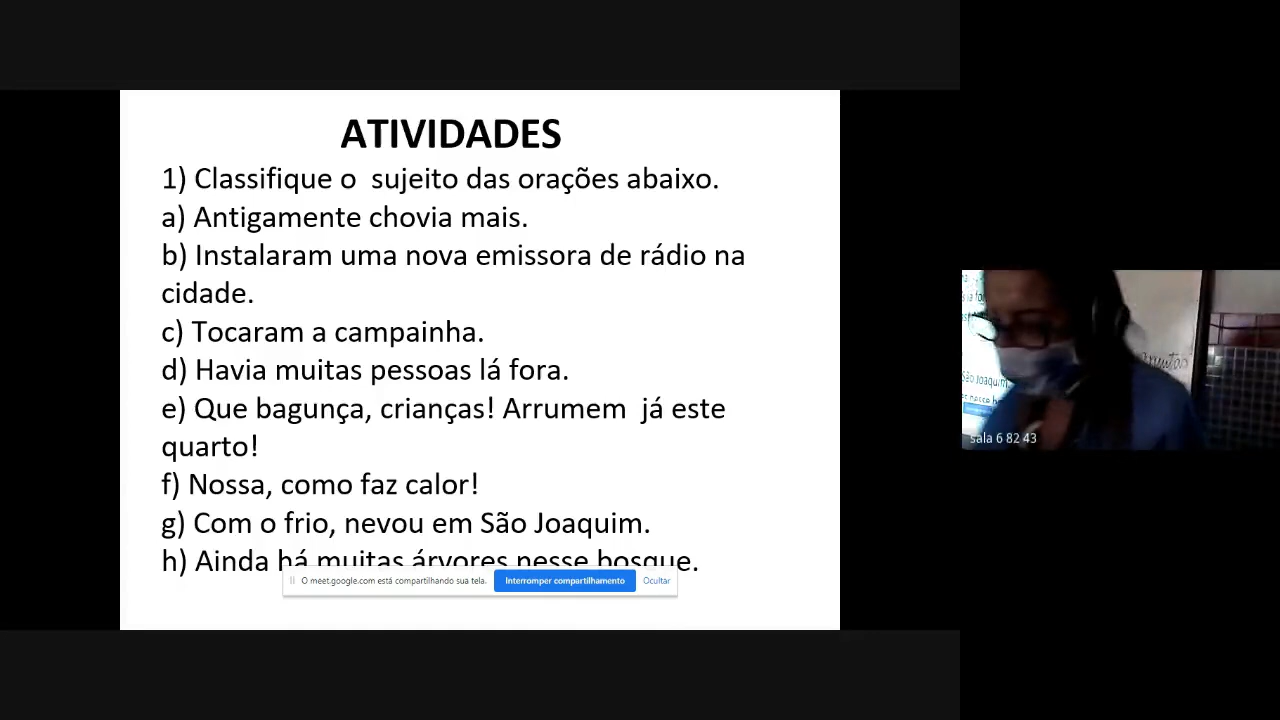 ATIVIDADES
1) Classifique o  sujeito das orações abaixo.
a) Antigamente chovia mais.
b) Instalaram uma nova emissora de rádio na
cidade.
c) Tocaram a campainha.
d) Havia muitas pessoas lá fora.
e) Que bagunça, crianças! Arrumem  já este
quarto!
f) Nossa, como faz calor!
g) Com o frio, nevou em São Joaquim.
h) Ainda há muitas árvores nesse bosque.
O meet.google.com está compartilhando sua tela.
Interromper compartilhamento
Ocultar
São Joaquim
sala 6 82 43